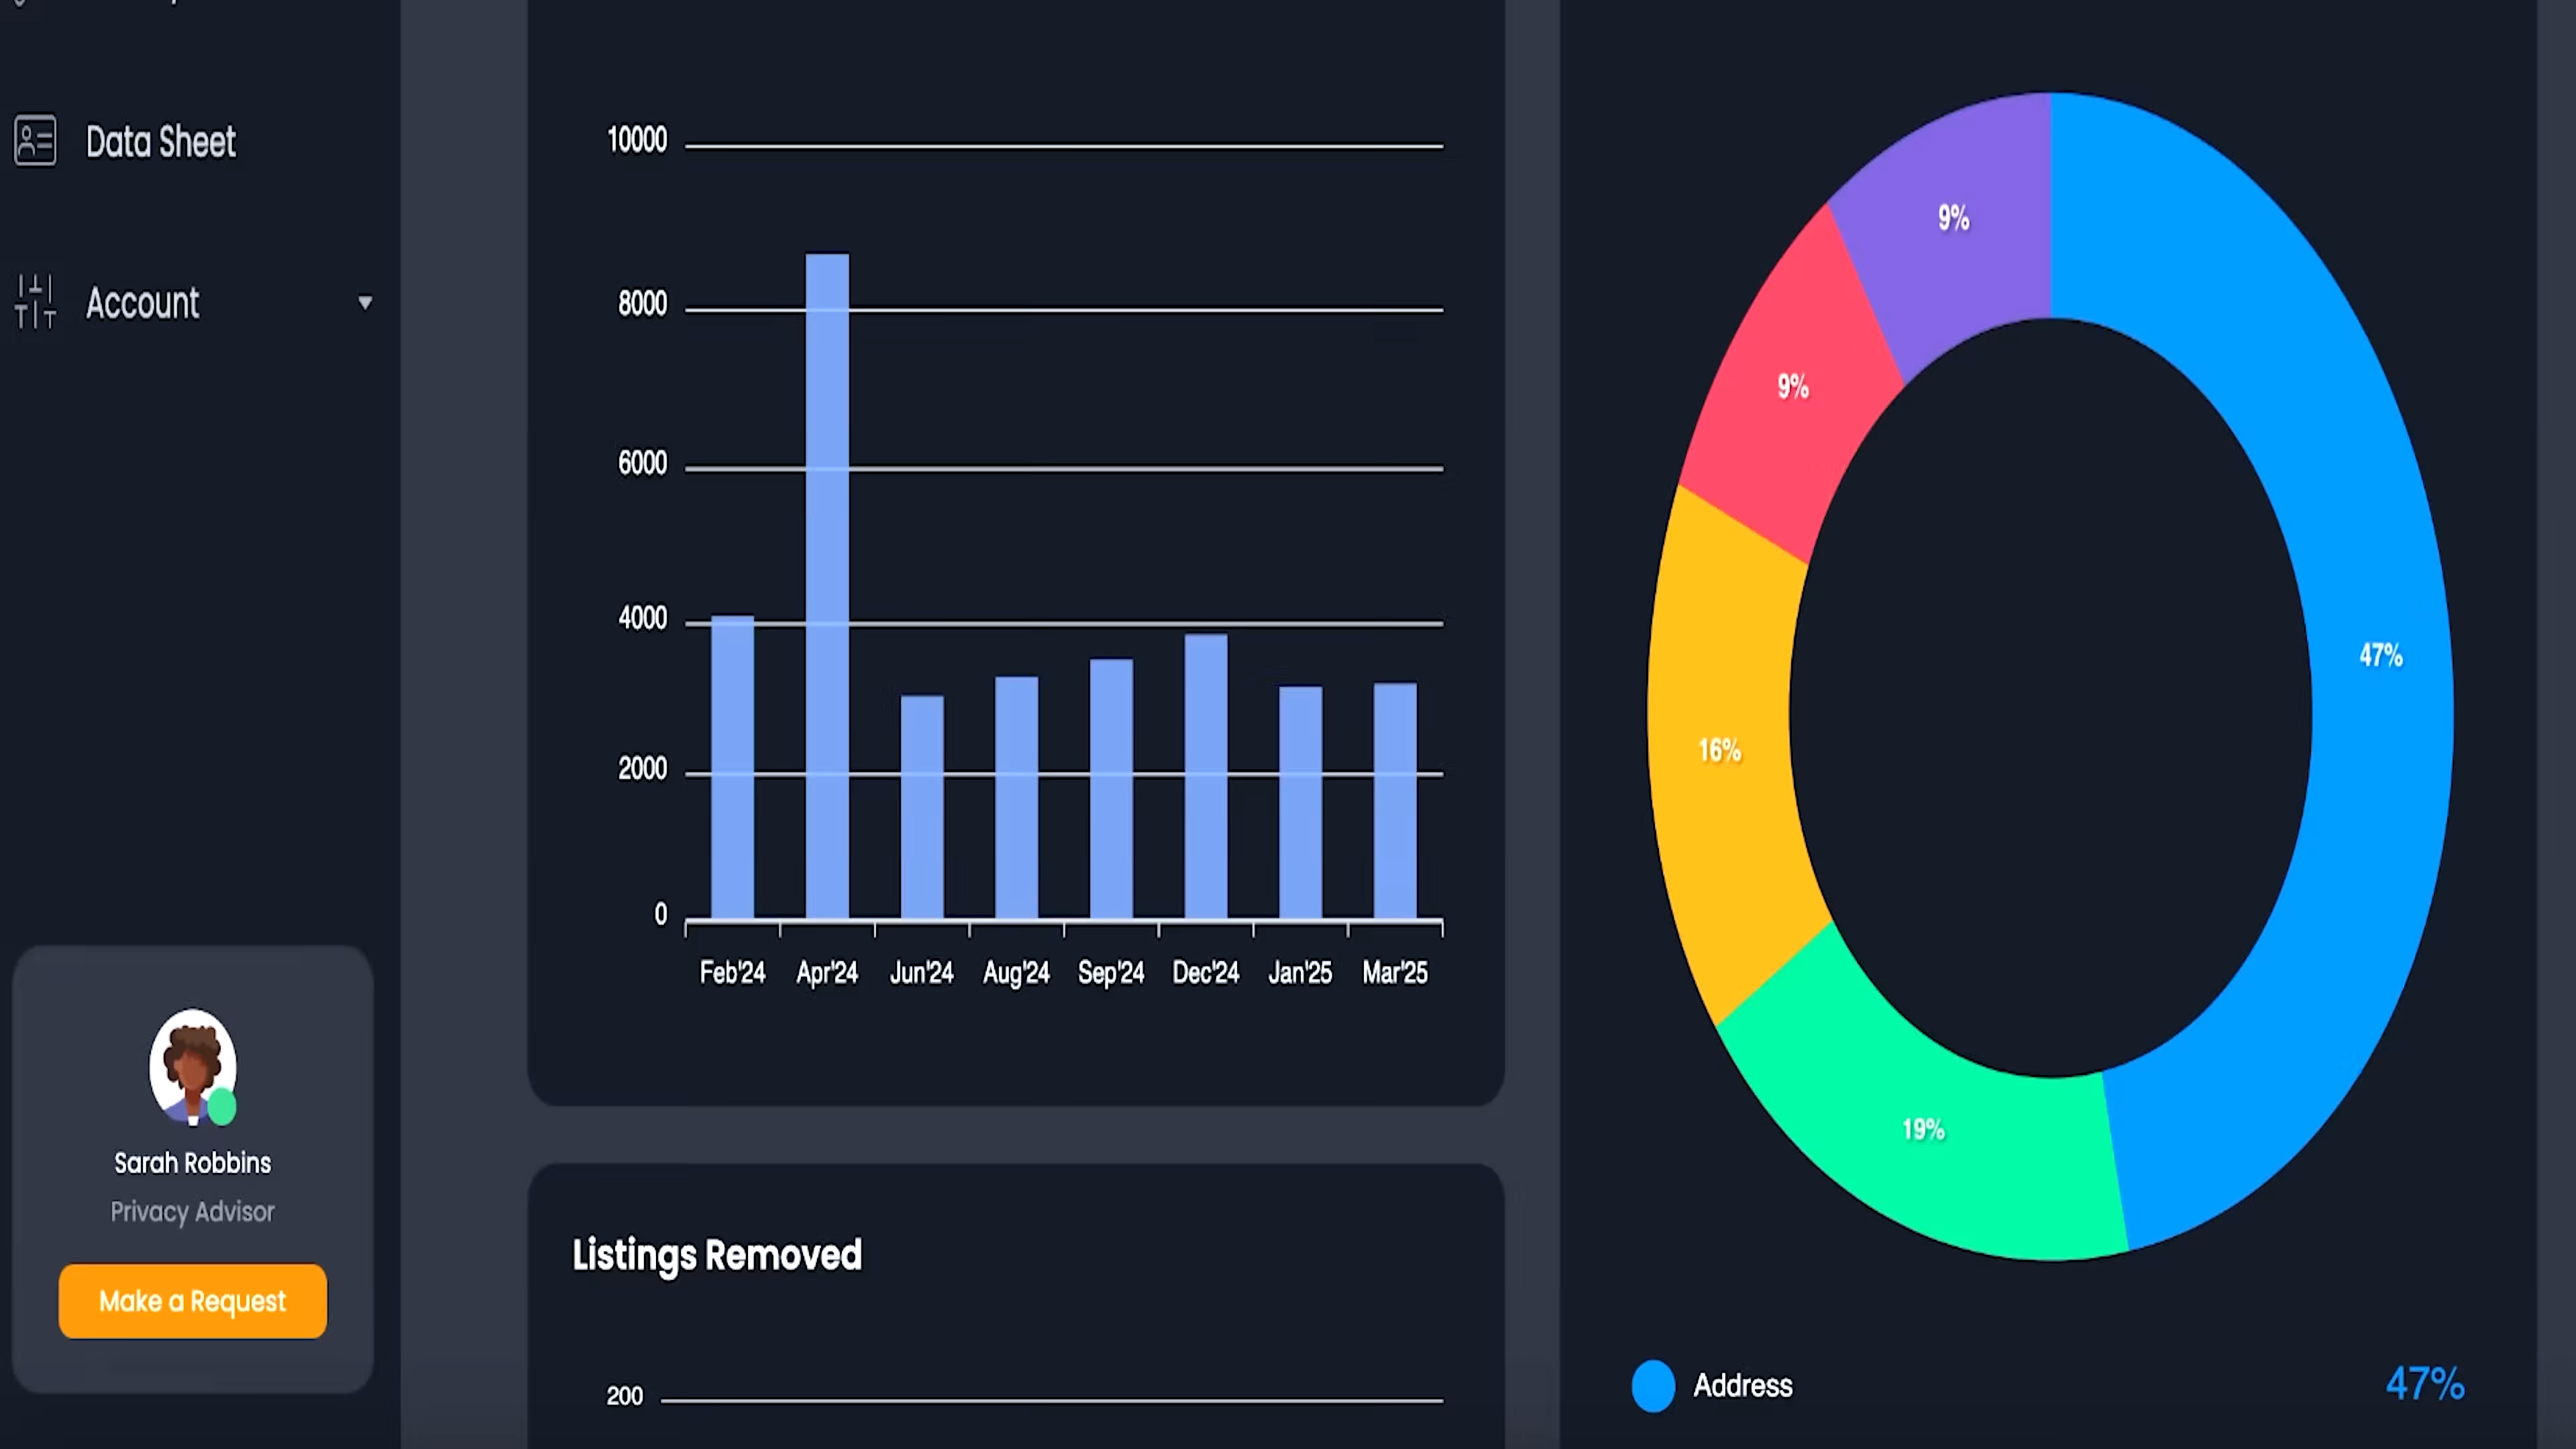 Data Sheet
Account
Sarah Robbins
Privacy Advisor
Make a Request
10000
8000
6000
4000
2000
0
Feb'24 Apr'24 Jun'24 Aug'24 Sep'24 Dec'24 Jan'25 Mar'25
Listings Removed
200
9%
9%
47%
16%
19%
Address 47%